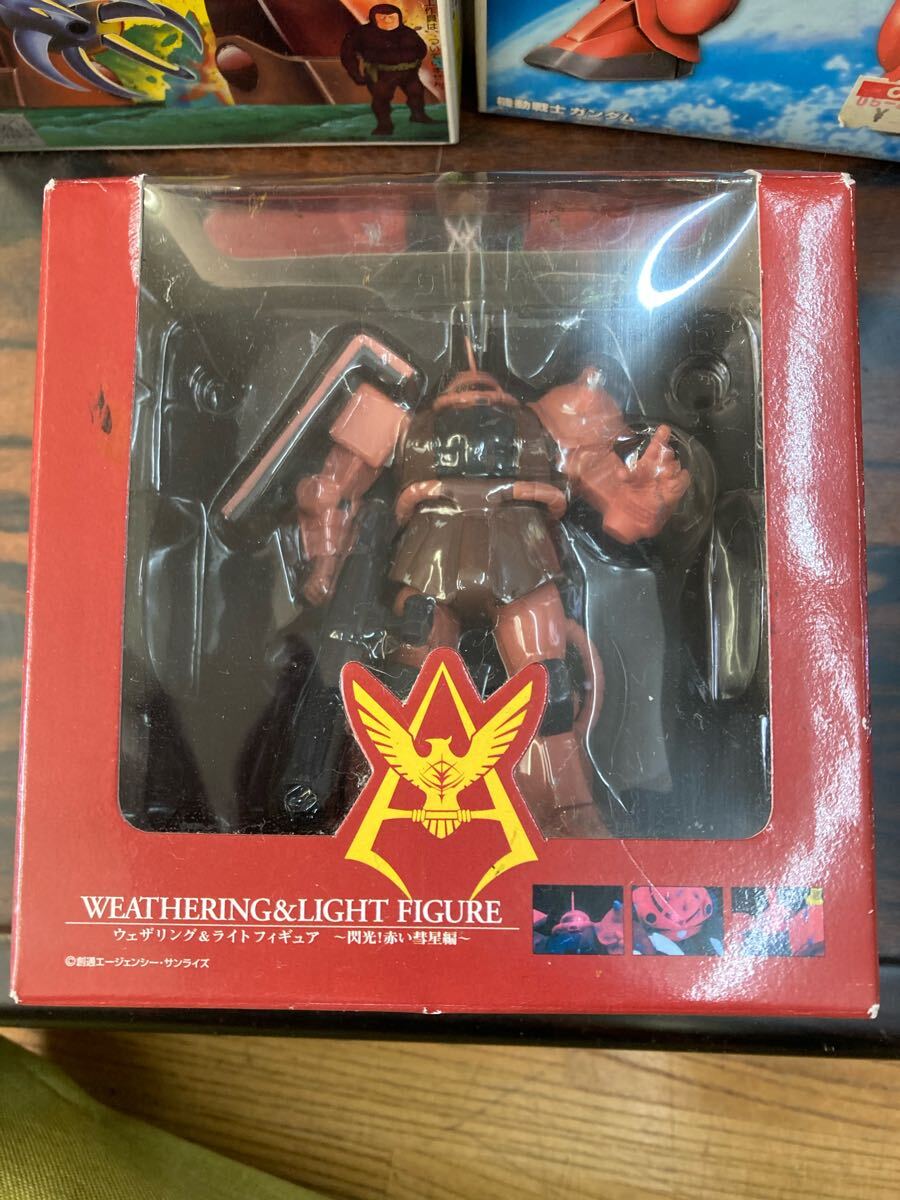 機動戦士 ガンダム
WEATHERING&LIGHT FIGURE
ウェザリング&ライトフィギュア ～閃光!赤い彗星編～
©創通エージェンシー・サンライズ